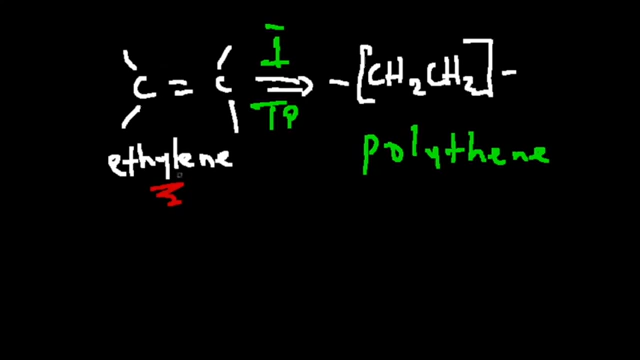 I
C = C → -[CH₂CH₂]-
TP
ethylene polythene